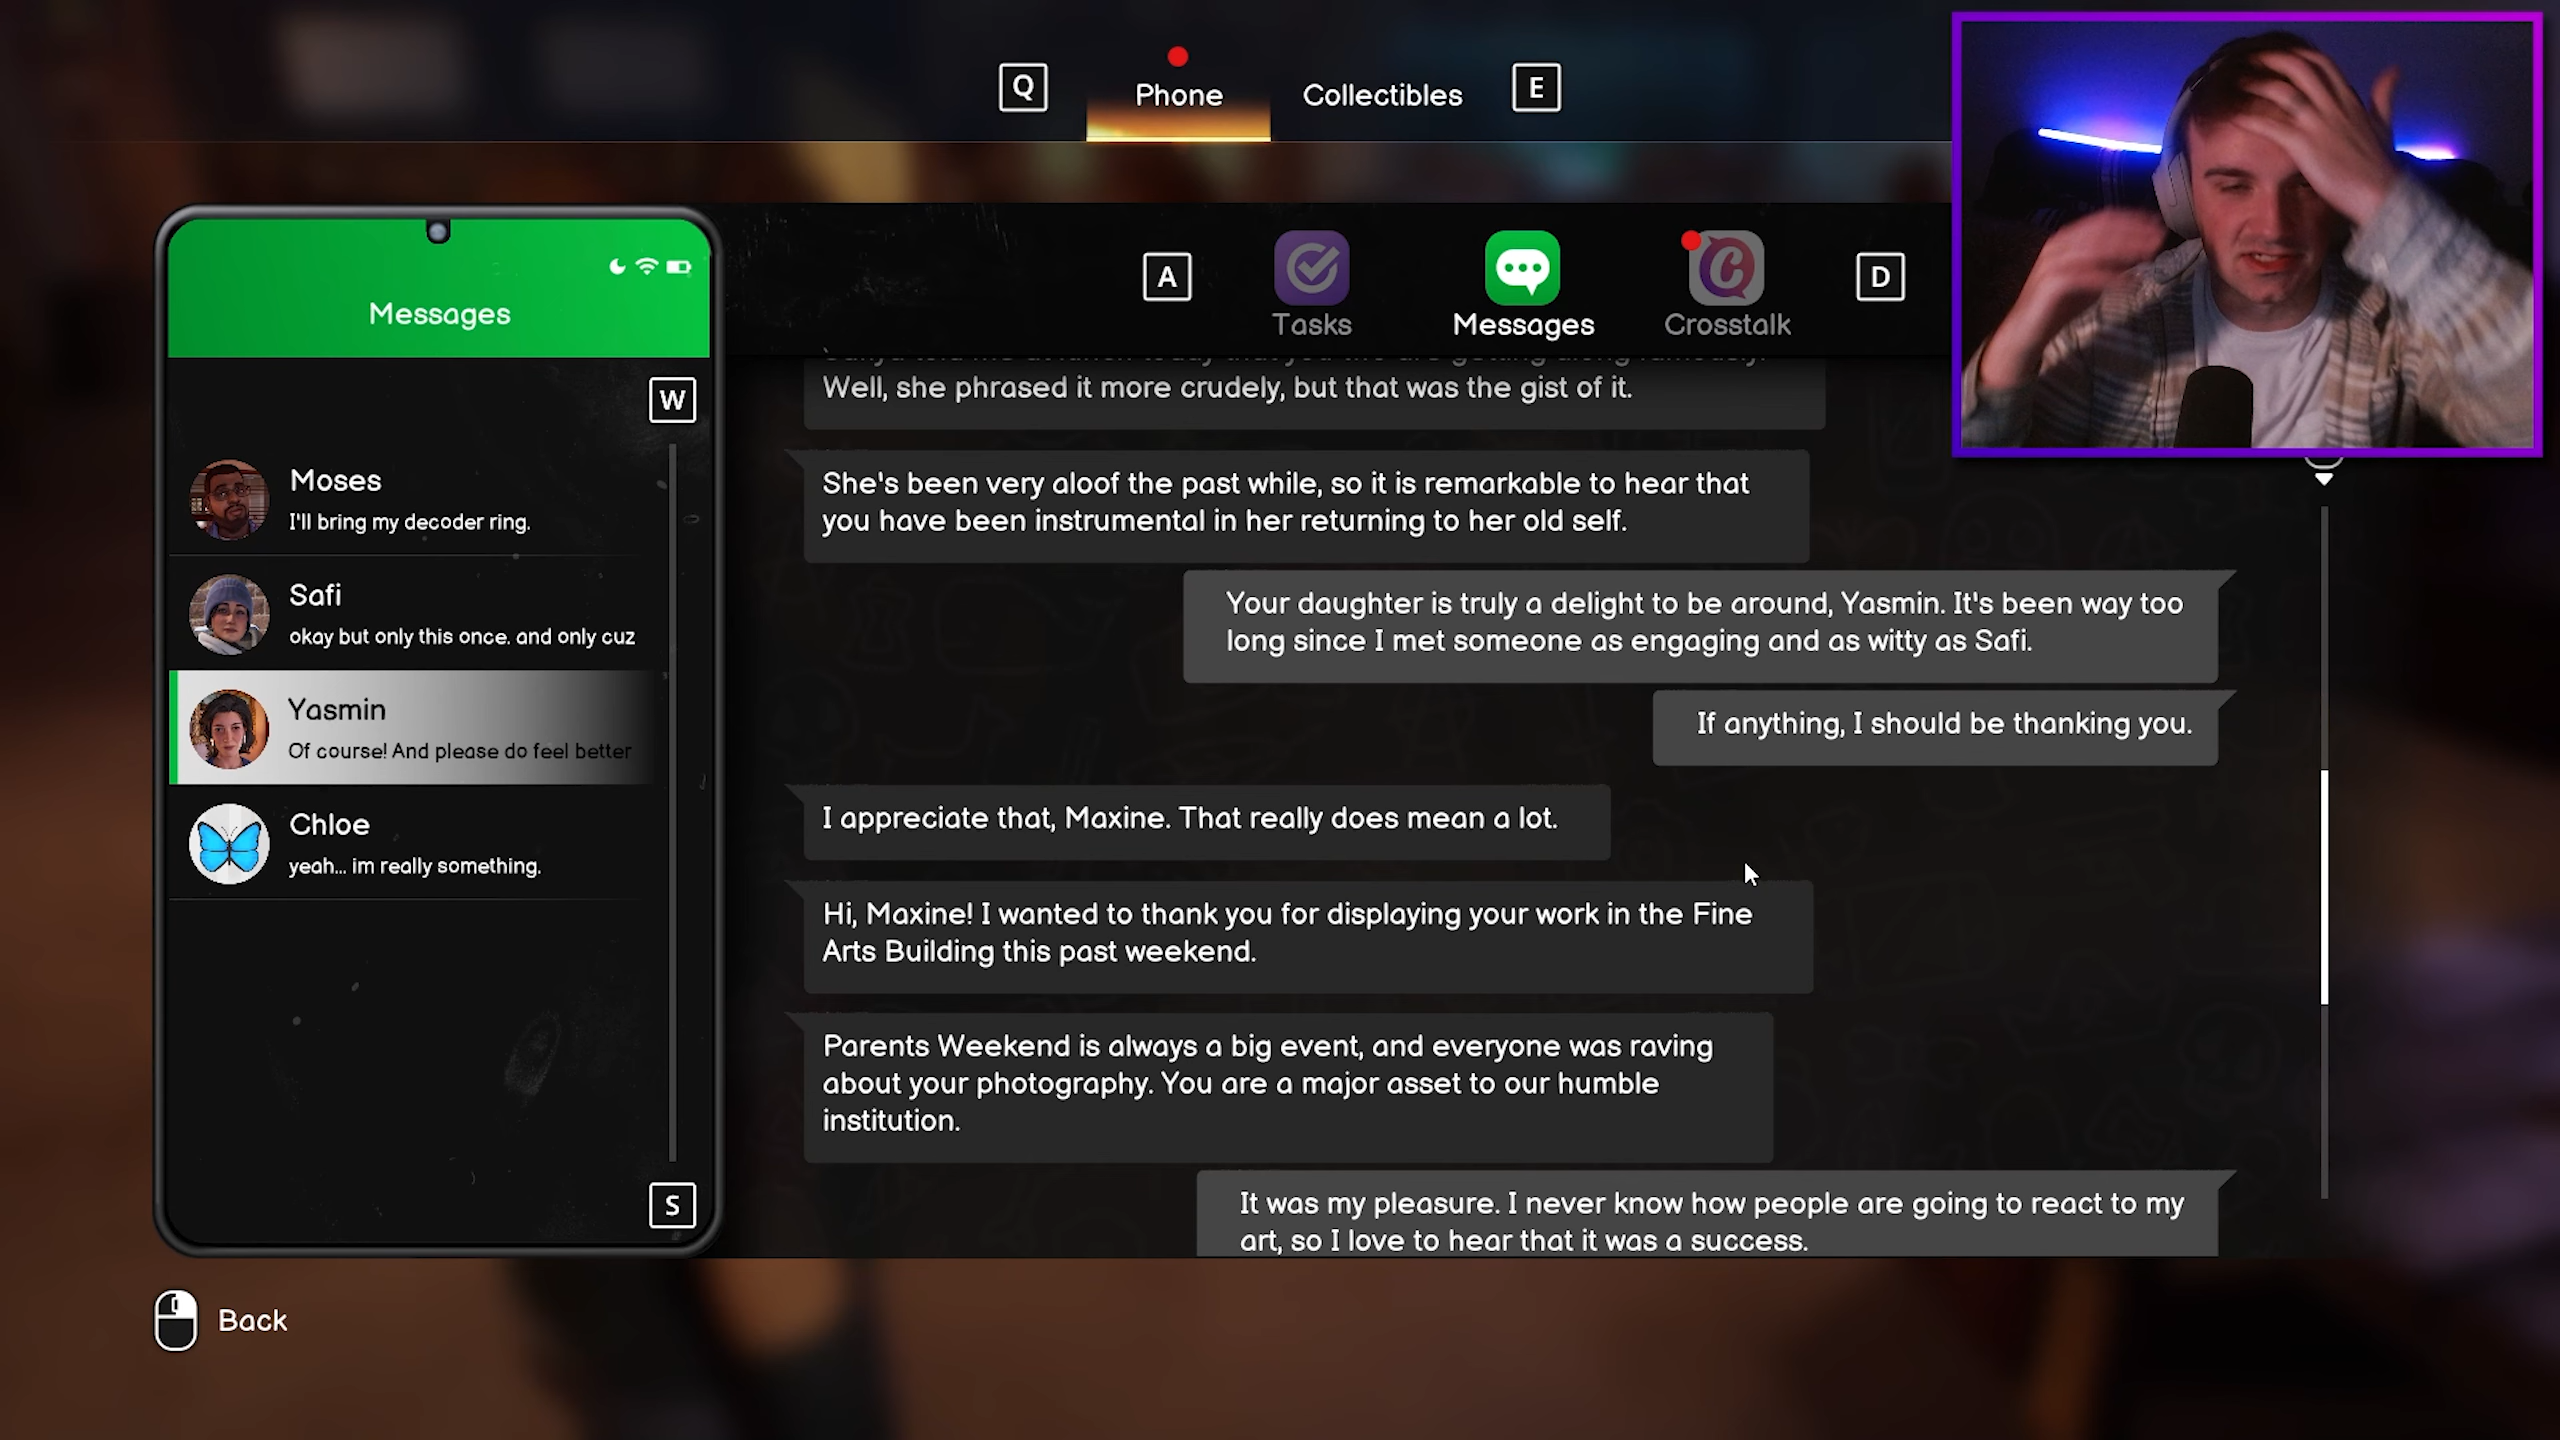 Q
Phone
Collectibles
E
Messages
A
Tasks
Messages
Crosstalk
D
W
Moses
I'll bring my decoder ring.
Safi
okay but only this once. and only cuz
Yasmin
Of course! And please do feel better
Chloe
yeah... im really something.
S
Well, she phrased it more crudely, but that was the gist of it.
She's been very aloof the past while, so it is remarkable to hear that
you have been instrumental in her returning to her old self.
Your daughter is truly a delight to be around, Yasmin. It's been way too
long since I met someone as engaging and as witty as Safi.
If anything, I should be thanking you.
I appreciate that, Maxine. That really does mean a lot.
Hi, Maxine! I wanted to thank you for displaying your work in the Fine
Arts Building this past weekend.
Parents Weekend is always a big event, and everyone was raving
about your photography. You are a major asset to our humble
institution.
It was my pleasure. I never know how people are going to react to my
art, so I love to hear that it was a success.
Back